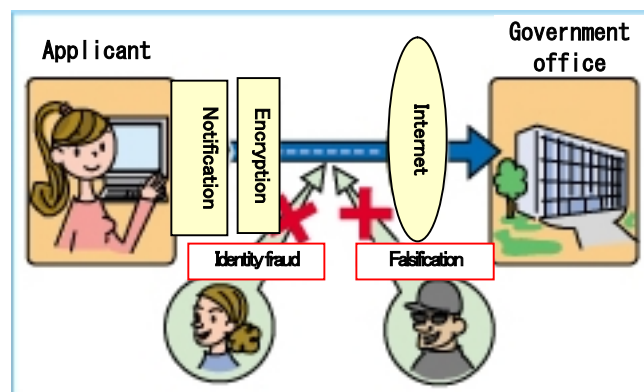 Applicant
Government
office
Notification
Encryption
Internet
Identity fraud
Falsification